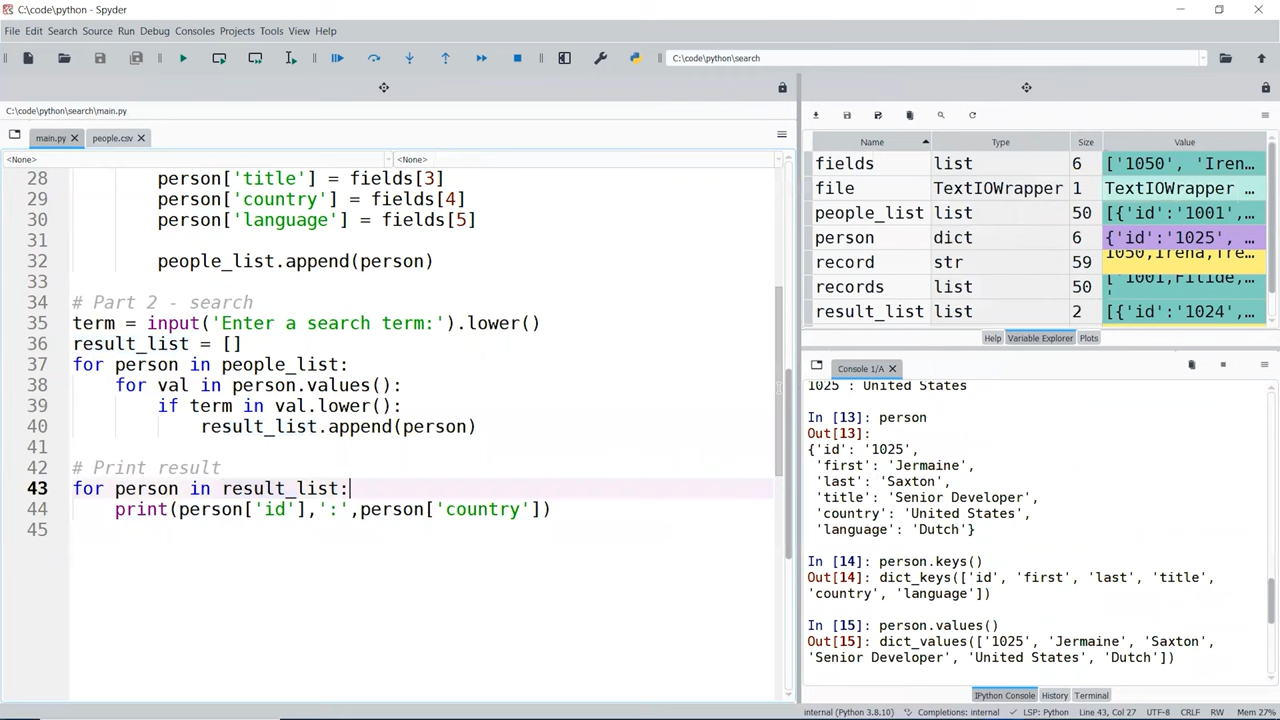 C:\code\python - Spyder
File Edit Search Source Run Debug Consoles Projects Tools View Help
C:\code\python\search
C:\code\python\search\main.py
main.py people.csv
<None> <None>
28 person['title'] = fields[3]
29 person['country'] = fields[4]
30 person['language'] = fields[5]
31
32 people_list.append(person)
33
34 # Part 2 - search
35 term = input('Enter a search term:').lower()
36 result_list = []
37 for person in people_list:
38 for val in person.values():
39 if term in val.lower():
40 result_list.append(person)
41
42 # Print result
43 for person in result_list:
44 print(person['id'],':',person['country'])
45
Name Type Size Value
fields list 6 ['1050', 'Iren…
file TextIOWrapper 1 TextIOWrapper …
people_list list 50 [{'id':'1001',…
person dict 6 {'id':'1025', …
record str 59 1050,Irena,Tre…
records list 50 ['1001,Filide,…
result_list list 2 [{'id':'1024',…
Help Variable Explorer Plots
Console 1/A
1025 : United States
In [13]: person
Out[13]:
{'id': '1025',
'first': 'Jermaine',
'last': 'Saxton',
'title': 'Senior Developer',
'country': 'United States',
'language': 'Dutch'}
In [14]: person.keys()
Out[14]: dict_keys(['id', 'first', 'last', 'title',
'country', 'language'])
In [15]: person.values()
Out[15]: dict_values(['1025', 'Jermaine', 'Saxton',
'Senior Developer', 'United States', 'Dutch'])
IPython Console History Terminal
internal (Python 3.8.10) Completions: internal LSP: Python Line 43, Col 27 UTF-8 CRLF RW Mem 27%